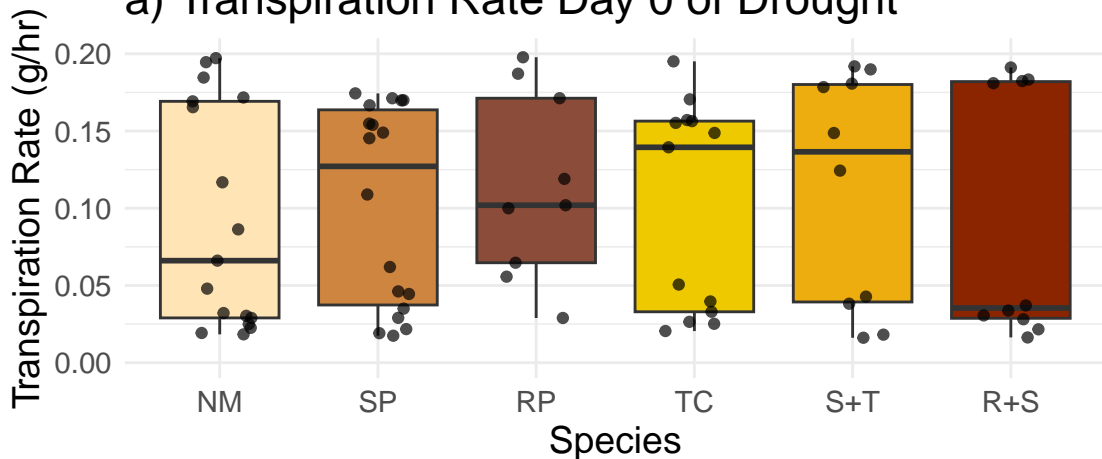 a) Transpiration Rate Day 0 of Drought
Transpiration Rate (g/hr)
0.20
0.15
0.10
0.05
0.00
NM SP RP TC S+T R+S
Species